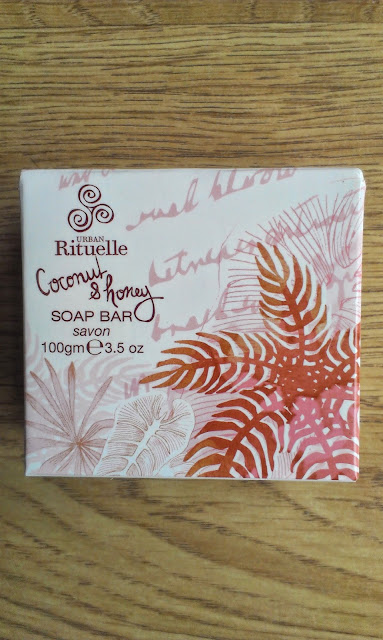 URBAN
Rituelle
Coconut
& honey
SOAP BAR
savon
100gm℮3.5 oz